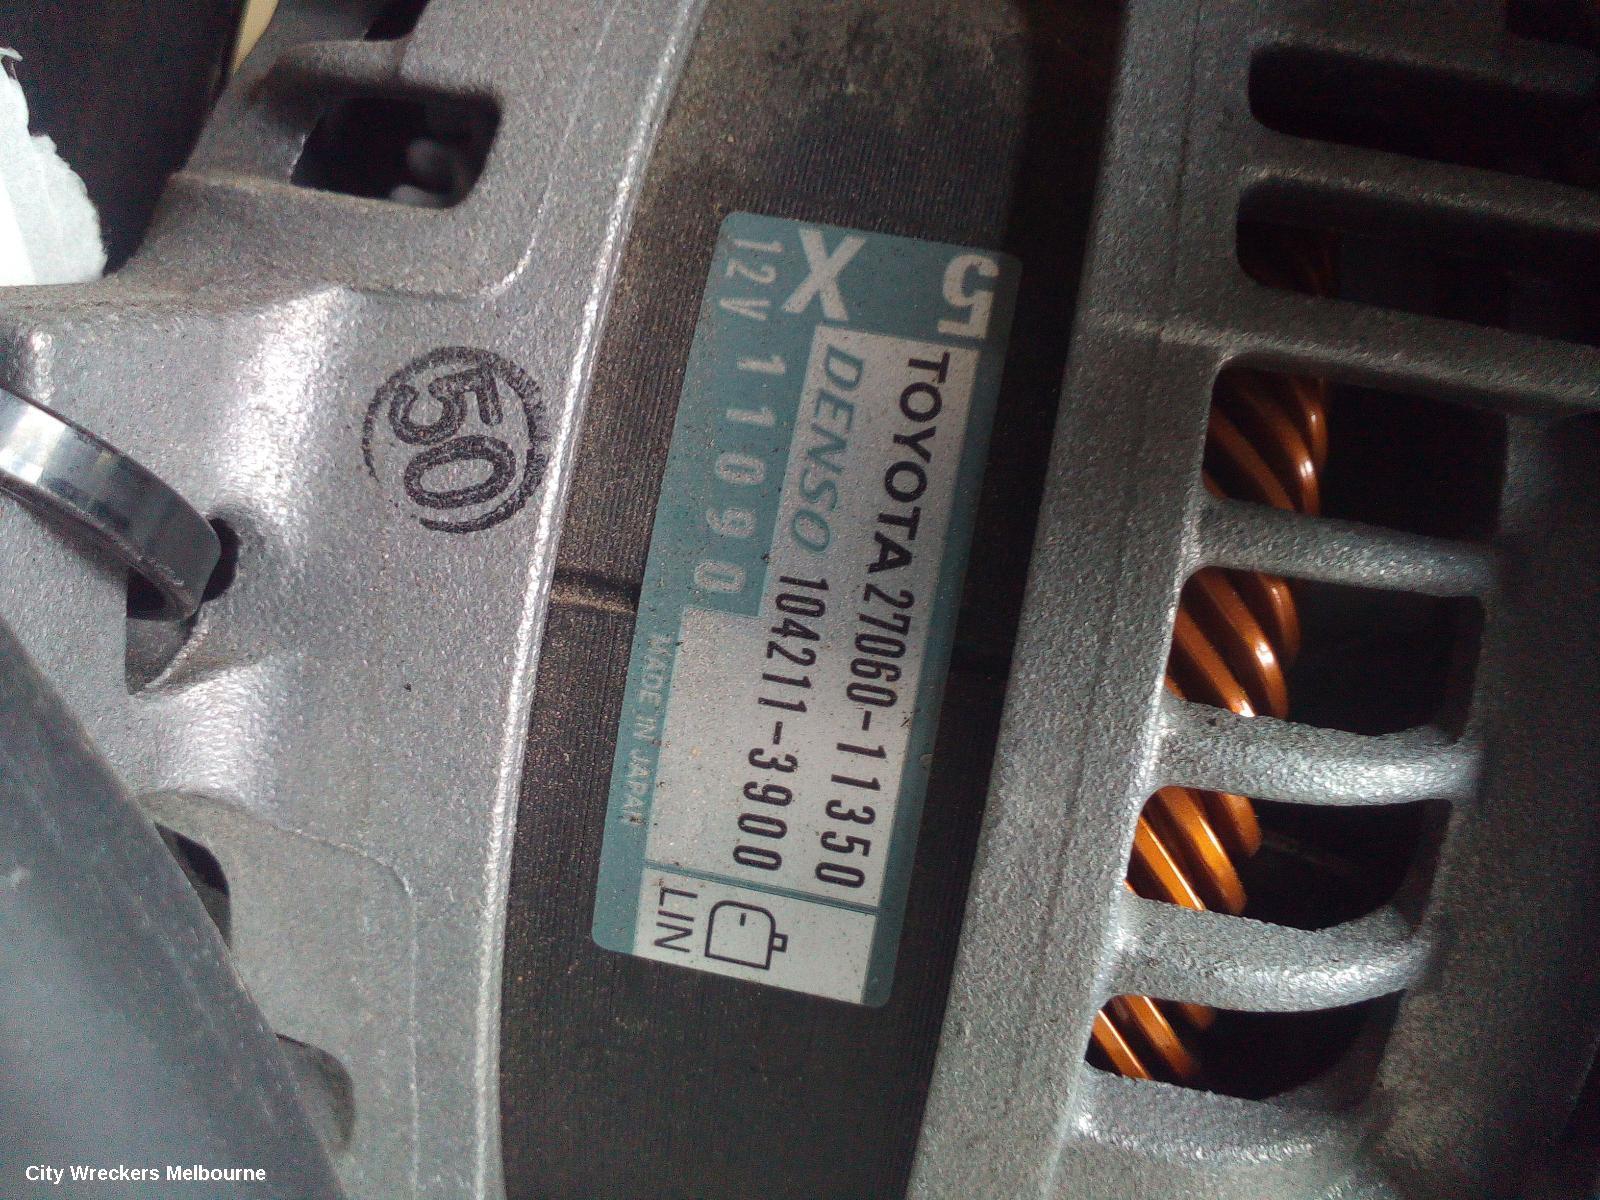 5
TOYOTA 27060-11350
X
DENSO 104211-3900
12V 11090
MADE IN JAPAN
LIN
50
City Wreckers Melbourne